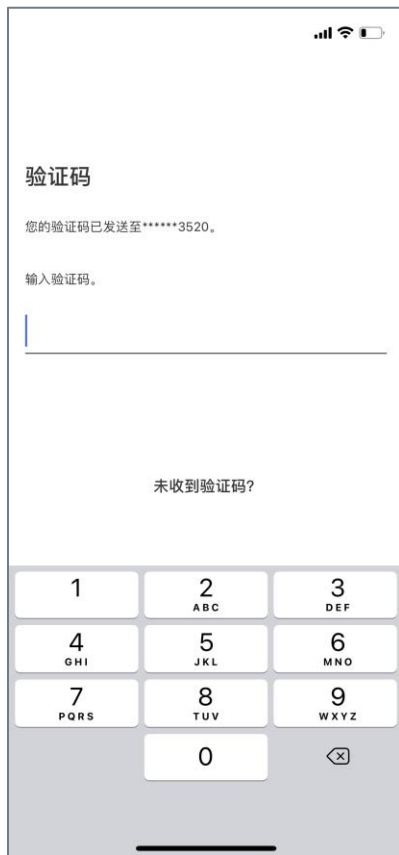 验证码
您的验证码已发送至******3520。
输入验证码。
未收到验证码?
1 2 3
ABC DEF
4 5 6
GHI JKL MNO
7 8 9
PQRS TUV WXYZ
0